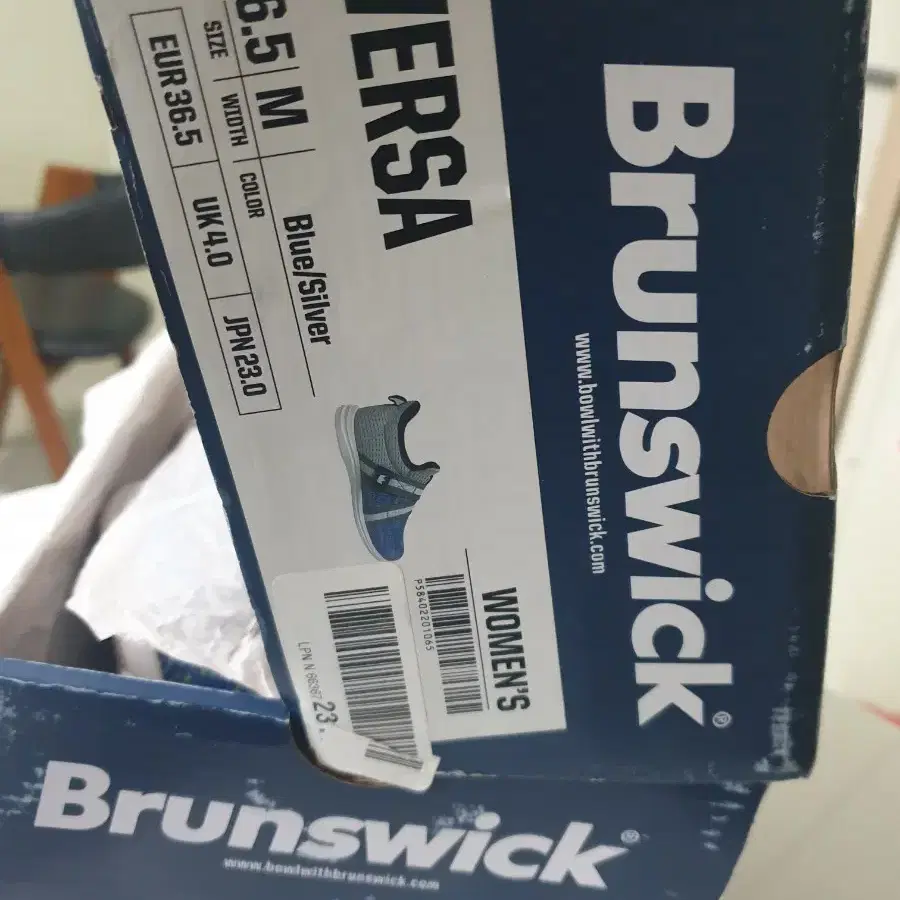 Brunswick®
www.bowlwithbrunswick.com
VERSA
6.5 M Blue/Silver
SIZE WIDTH COLOR
EUR 36.5 UK 4.0 JPN 23.0
WOMEN'S
P58402201065
23
Brunswick®
www.bowlwithbrunswick.com